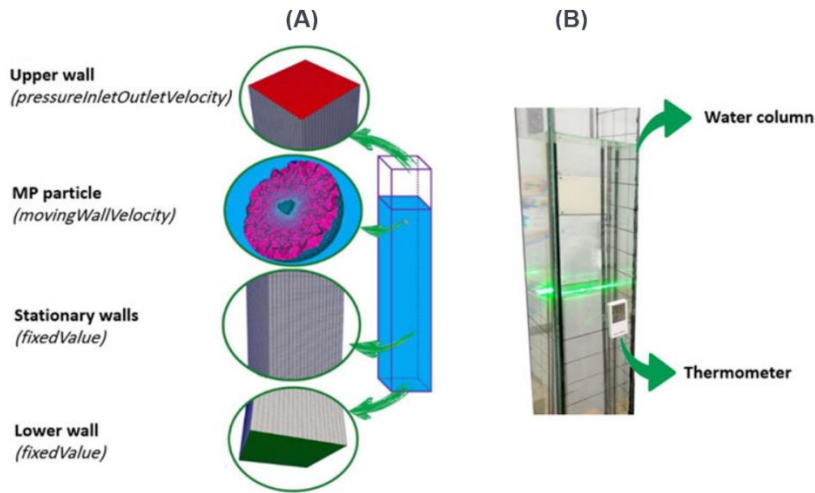 (A)
Upper wall
(pressureInletOutletVelocity)
MP particle
(movingWallVelocity)
Stationary walls
(fixedValue)
Lower wall
(fixedValue)
(B)
Water column
Thermometer